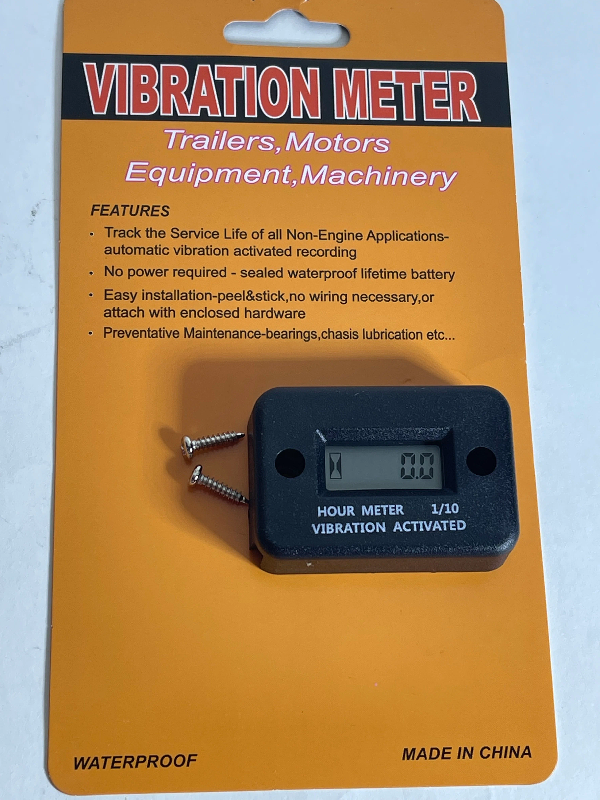 VIBRATION METER
Trailers,Motors
Equipment,Machinery
FEATURES
· Track the Service Life of all Non-Engine Applications-
automatic vibration activated recording
· No power required - sealed waterproof lifetime battery
· Easy installation-peel&stick,no wiring necessary,or
attach with enclosed hardware
· Preventative Maintenance-bearings,chasis lubrication etc...
0.0
HOUR METER 1/10
VIBRATION ACTIVATED
WATERPROOF
MADE IN CHINA